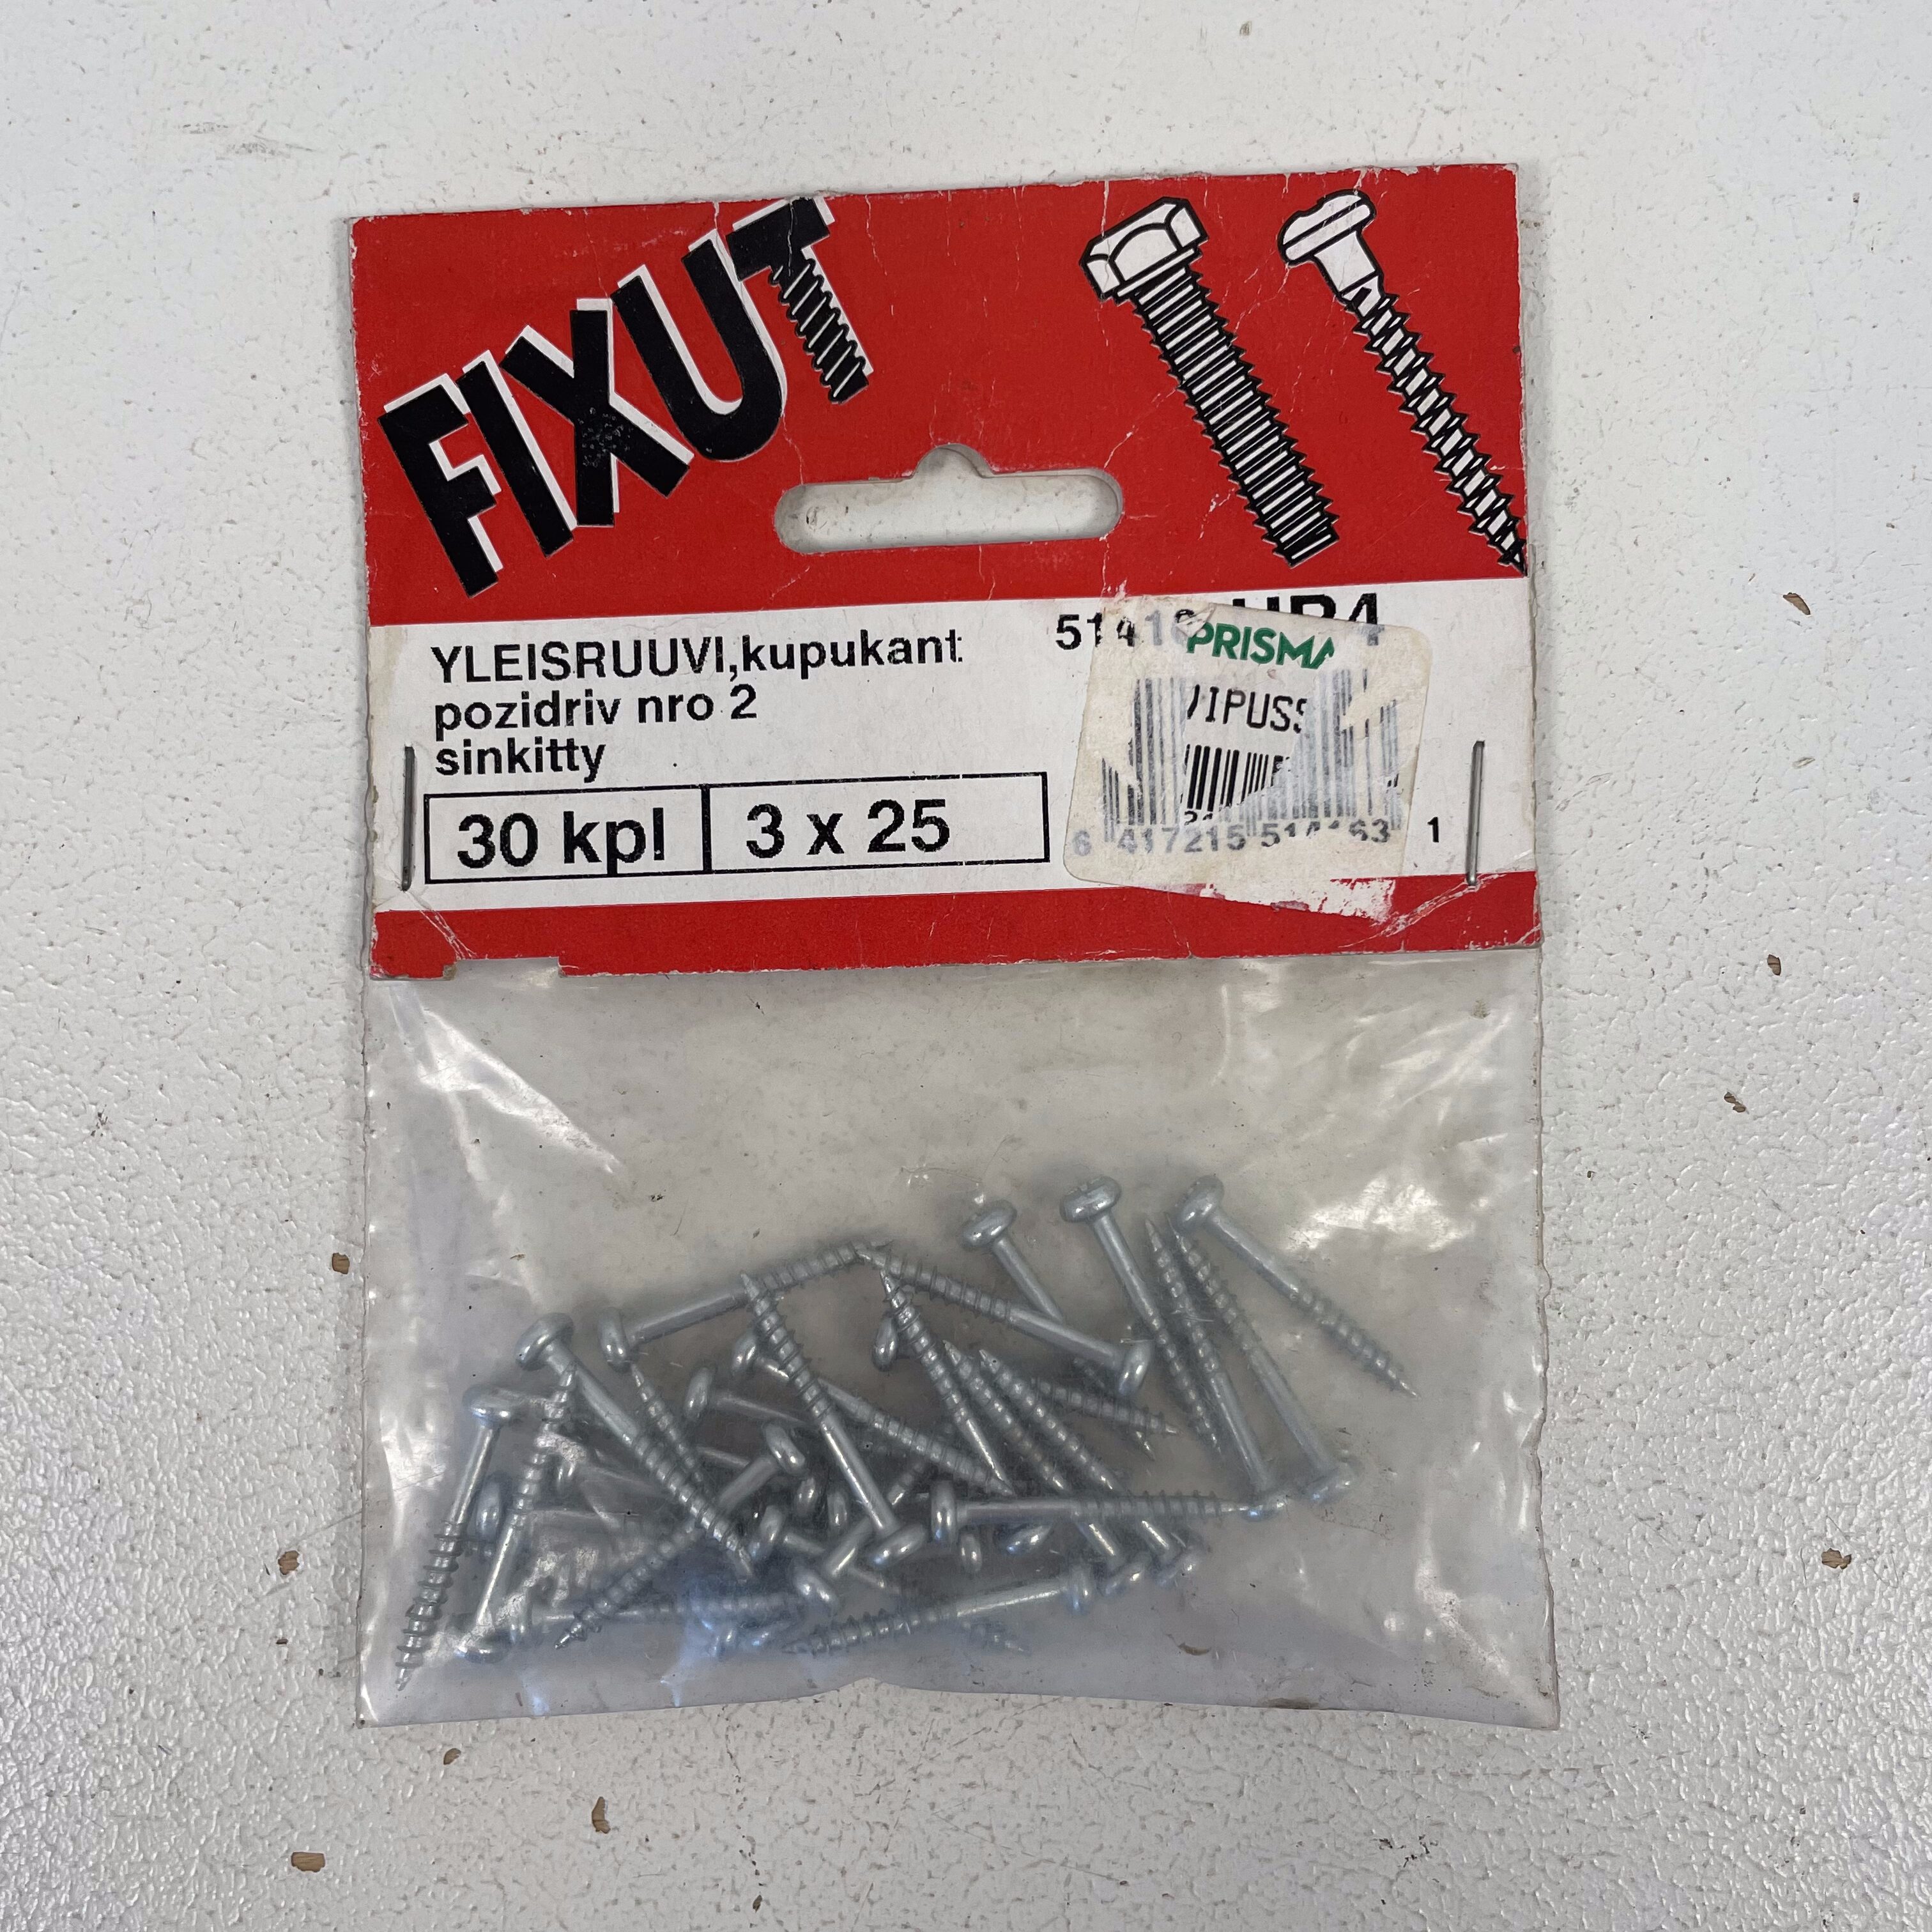 FIXUT
YLEISRUUVI,kupukant
pozidriv nro 2
sinkitty
30 kpl
3 x 25
PRISMA
1